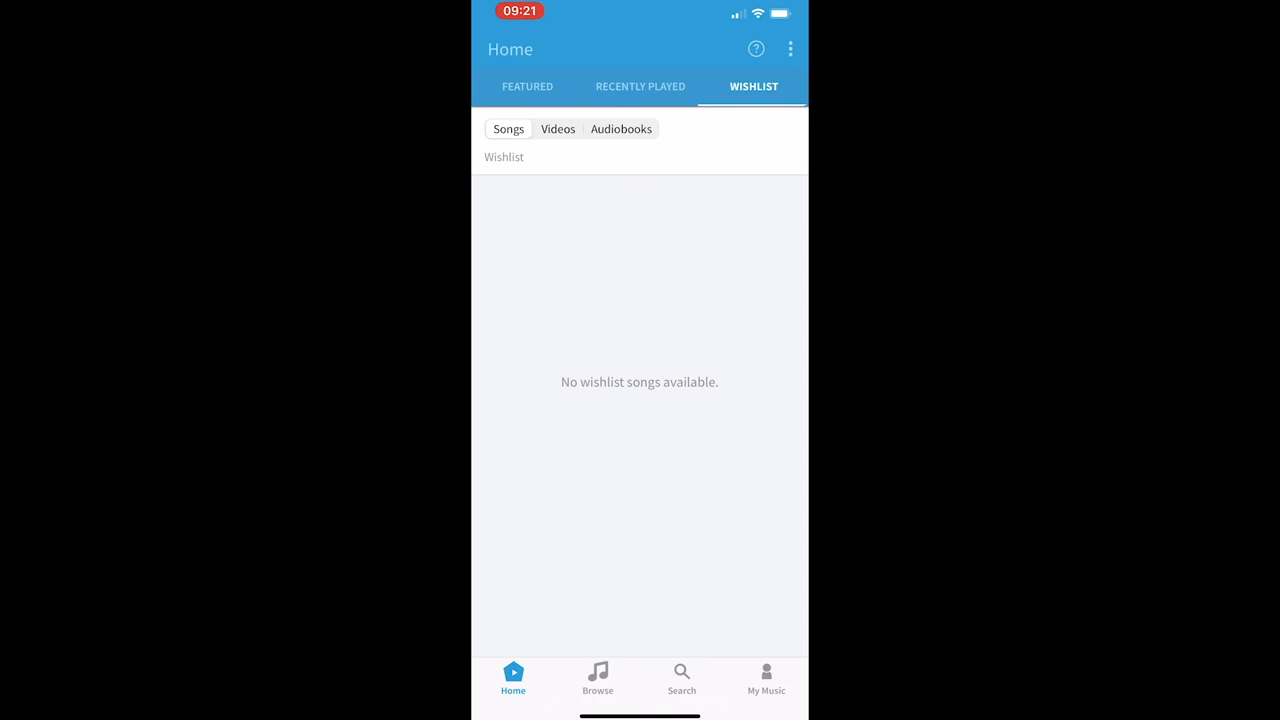 09:21
Home
?
FEATURED RECENTLY PLAYED WISHLIST
Songs Videos Audiobooks
Wishlist
No wishlist songs available.
Home Browse Search My Music